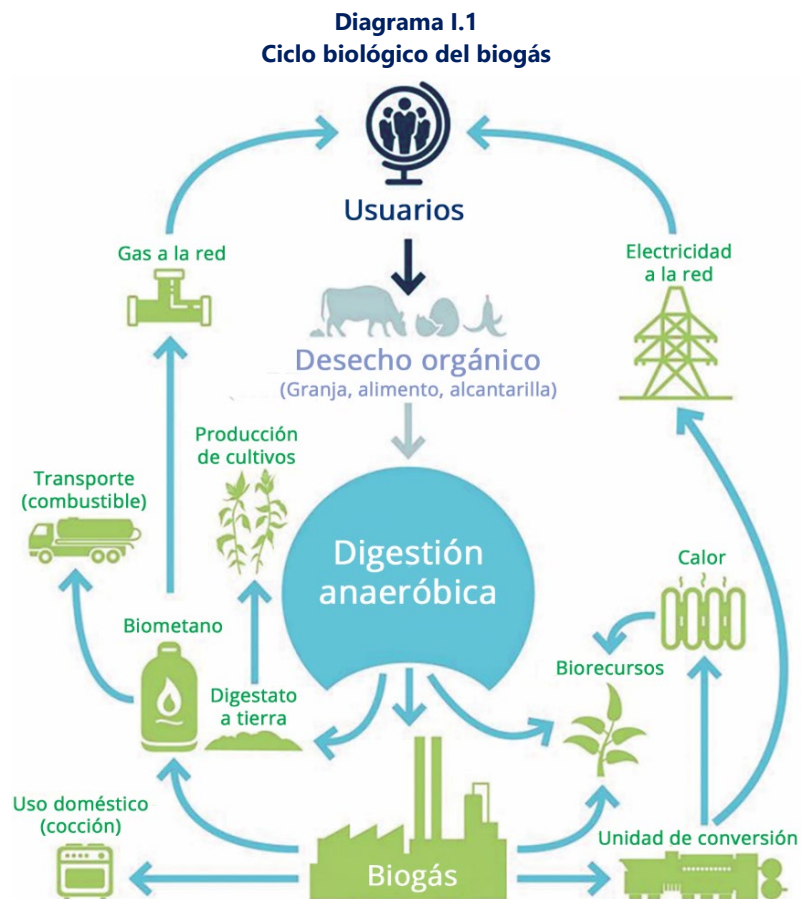 Diagrama I.1
Ciclo biológico del biogás
Usuarios
Gas a la red
Electricidad
a la red
Desecho orgánico
(Granja, alimento, alcantarilla)
Producción
de cultivos
Transporte
(combustible)
Digestión
anaeróbica
Calor
Biometano
Biorecursos
Digestato
a tierra
Uso doméstico
(cocción)
Unidad de conversión
Biogás